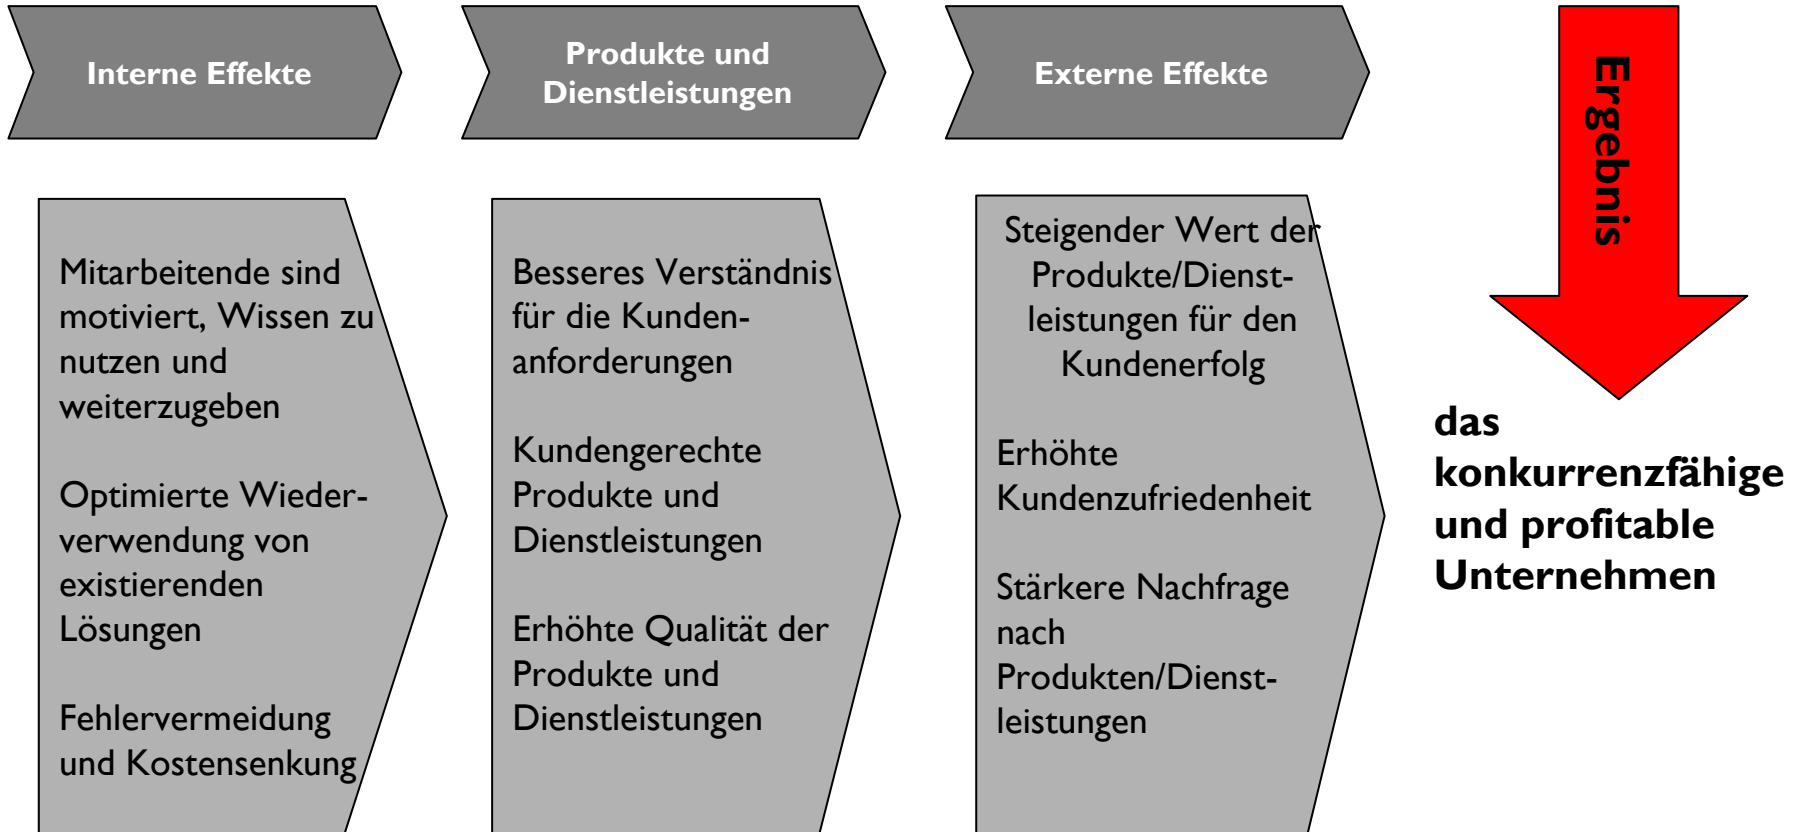 Interne Effekte
Produkte und
Dienstleistungen
Externe Effekte
Ergebnis
Mitarbeitende sind
motiviert, Wissen zu
nutzen und
weiterzugeben
Optimierte Wieder-
verwendung von
existierenden
Lösungen
Fehlervermeidung
und Kostensenkung
Besseres Verständnis
für die Kunden-
anforderungen
Kundengerechte
Produkte und
Dienstleistungen
Erhöhte Qualität der
Produkte und
Dienstleistungen
Steigender Wert der
Produkte/Dienst-
leistungen für den
Kundenerfolg
Erhöhte
Kundenzufriedenheit
Stärkere Nachfrage
nach
Produkten/Dienst-
leistungen
das
konkurrenzfähige
und profitable
Unternehmen